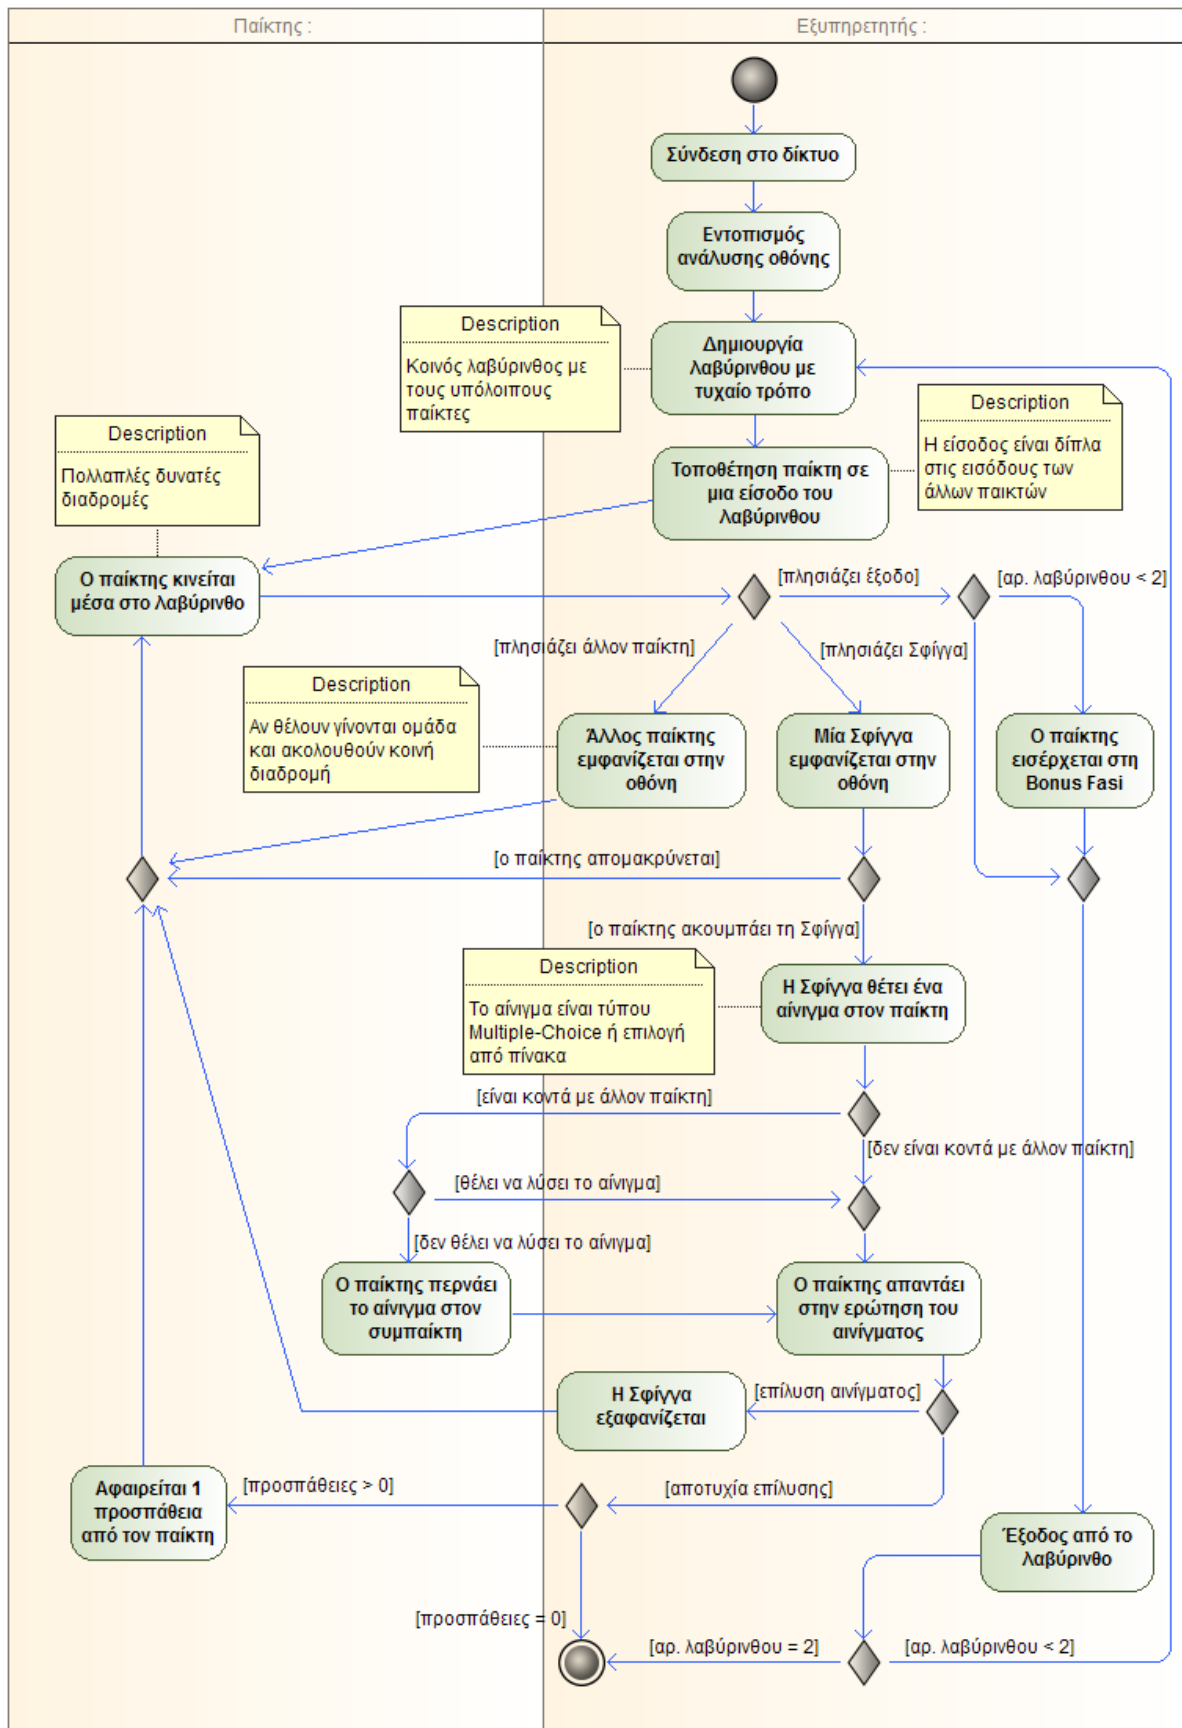 Παίκτης :
Εξυπηρετητής :
Σύνδεση στο δίκτυο
Εντοπισμός
ανάλυσης οθόνης
Description
Κοινός λαβύρινθος με
τους υπόλοιπους
παίκτες
Δημιουργία
λαβύρινθου με
τυχαίο τρόπο
Description
Η είσοδος είναι δίπλα
στις εισόδους των
άλλων παικτών
Description
Πολλαπλές δυνατές
διαδρομές
Τοποθέτηση παίκτη σε
μια είσοδο του
λαβύρινθου
Ο παίκτης κινείται
μέσα στο λαβύρινθο
[πλησιάζει έξοδο]
[αρ. λαβύρινθου < 2]
[πλησιάζει άλλον παίκτη]
[πλησιάζει Σφίγγα]
Description
Αν θέλουν γίνονται ομάδα
και ακολουθούν κοινή
διαδρομή
Άλλος παίκτης
εμφανίζεται στην
οθόνη
Μία Σφίγγα
εμφανίζεται στην
οθόνη
Ο παίκτης
εισέρχεται στη
Bonus Fasi
[ο παίκτης απομακρύνεται]
[ο παίκτης ακουμπάει τη Σφίγγα]
Description
Το αίνιγμα είναι τύπου
Multiple-Choice ή επιλογή
από πίνακα
Η Σφίγγα θέτει ένα
αίνιγμα στον παίκτη
[είναι κοντά με άλλον παίκτη]
[δεν είναι κοντά με άλλον παίκτη]
[θέλει να λύσει το αίνιγμα]
[δεν θέλει να λύσει το αίνιγμα]
Ο παίκτης περνάει
το αίνιγμα στον
συμπαίκτη
Ο παίκτης απαντάει
στην ερώτηση του
αινίγματος
Η Σφίγγα
εξαφανίζεται
[επίλυση αινίγματος]
Αφαιρείται 1
προσπάθεια
από τον παίκτη
[προσπάθειες > 0]
[αποτυχία επίλυσης]
Έξοδος από το
λαβύρινθο
[προσπάθειες = 0]
[αρ. λαβύρινθου = 2]
[αρ. λαβύρινθου < 2]